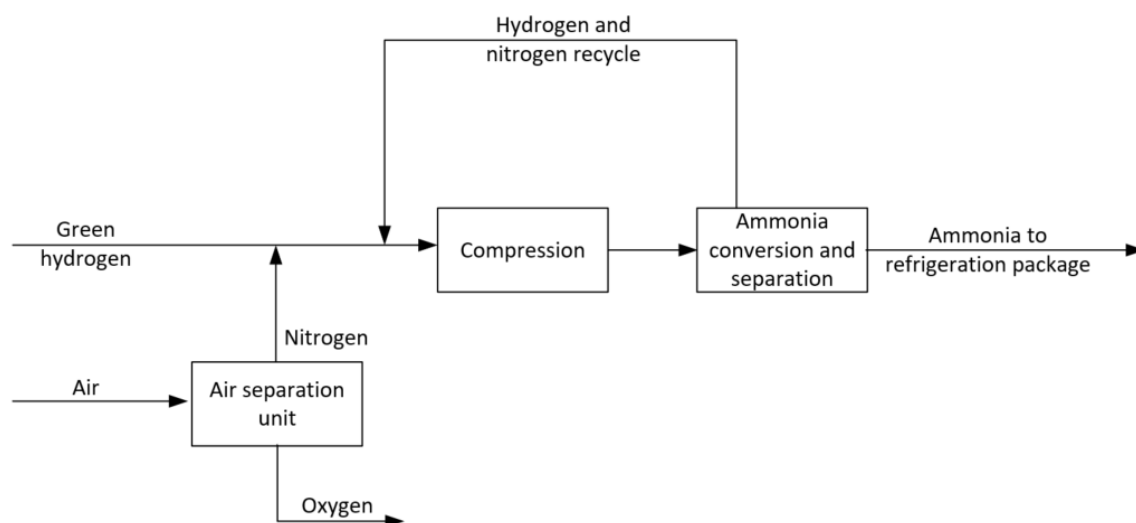 Hydrogen and
nitrogen recycle
Green
hydrogen
Compression
Ammonia
conversion and
separation
Ammonia to
refrigeration package
Nitrogen
Air
Air separation
unit
Oxygen